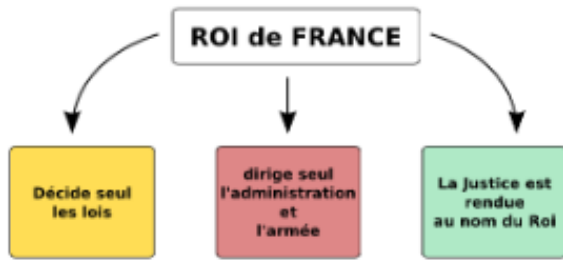 ROI de FRANCE
Décide seul
les lois
dirige seul
l'administration
et
l'armée
La Justice est
rendue
au nom du Roi